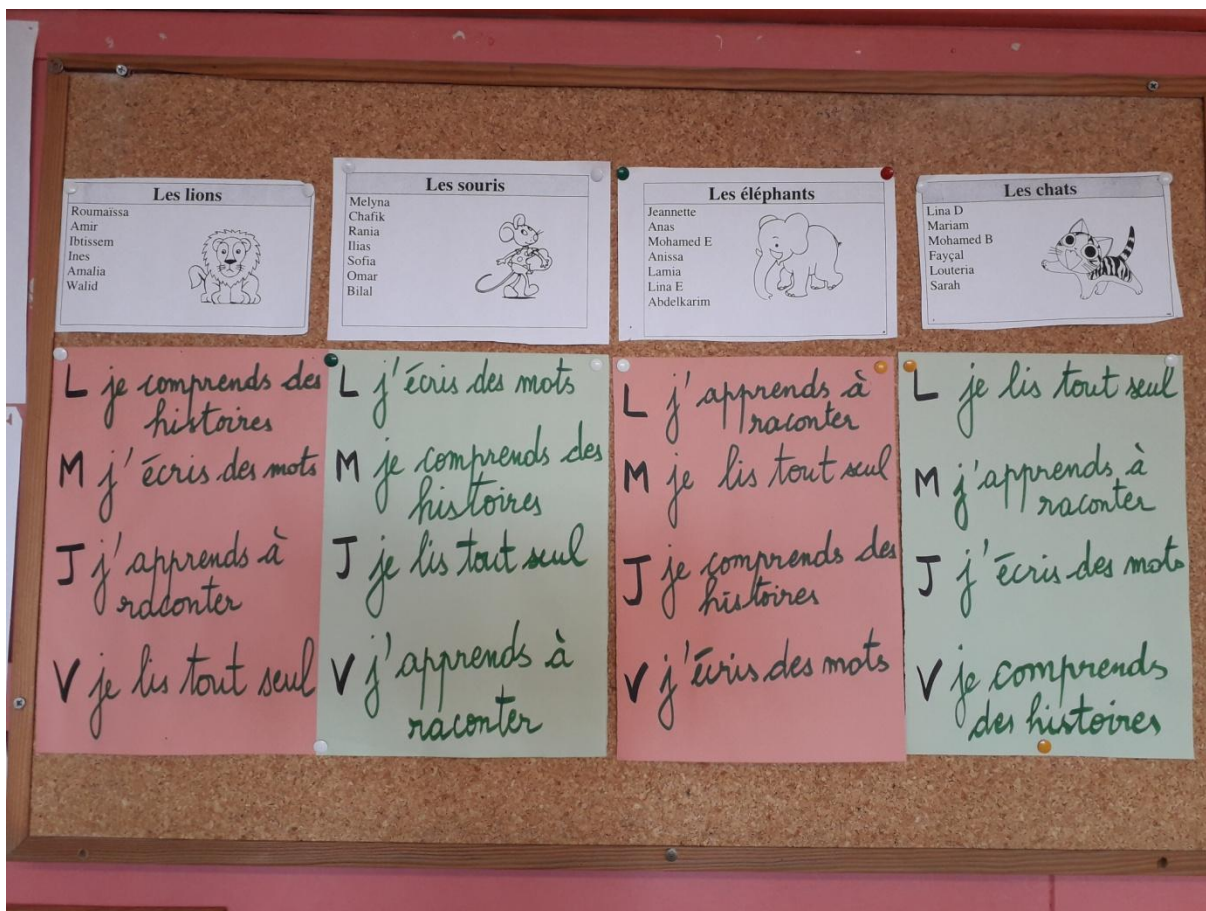 Les lions
Roumaïssa
Amir
Ibtissem
Ines
Amalia
Walid
Les souris
Melyna
Chafik
Rania
Ilias
Sofia
Omar
Bilal
Les éléphants
Jeannette
Anas
Mohamed E
Anissa
Lamia
Lina E
Abdelkarim
Les chats
Lina D
Mariam
Mohamed B
Fayçal
Louteria
Sarah
L je comprends des
histoires
M j'écris des mots
J j'apprends à
raconter
V je lis tout seul
L j'écris des mots
M je comprends des
histoires
J je lis tout seul
V j'apprends à
raconter
L j'apprends à
raconter
M je lis tout seul
J je comprends des
histoires
V j'écris des mots
L je lis tout seul
M j'apprends à
raconter
J j'écris des mots
V je comprends
des histoires